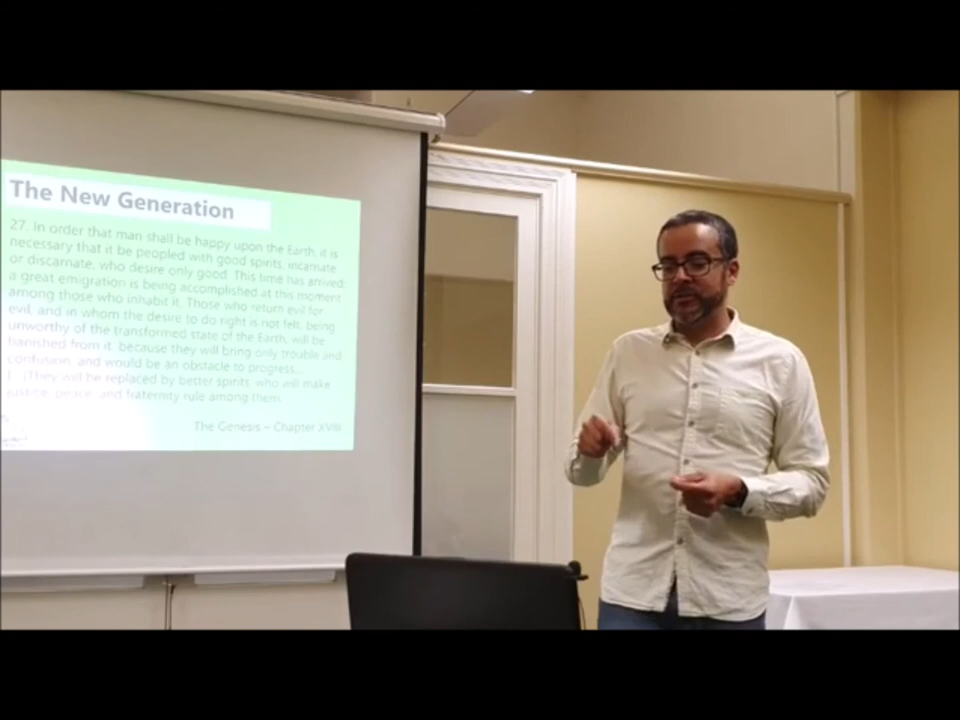 The New Generation
27. In order that man shall be happy upon the Earth, it is
necessary that it be peopled with good spirits, incarnate
or discarnate, who desire only good. This time has arrived:
a great emigration is being accomplished at this moment
among those who inhabit it. Those who return evil for
evil, and in whom the desire to do right is not felt, being
unworthy of the transformed state of the Earth, will be
banished from it, because they will bring only trouble and
confusion, and would be an obstacle to progress...
[...]They will be replaced by better spirits, who will make
justice, peace, and fraternity rule among them.
The Genesis – Chapter XVIII